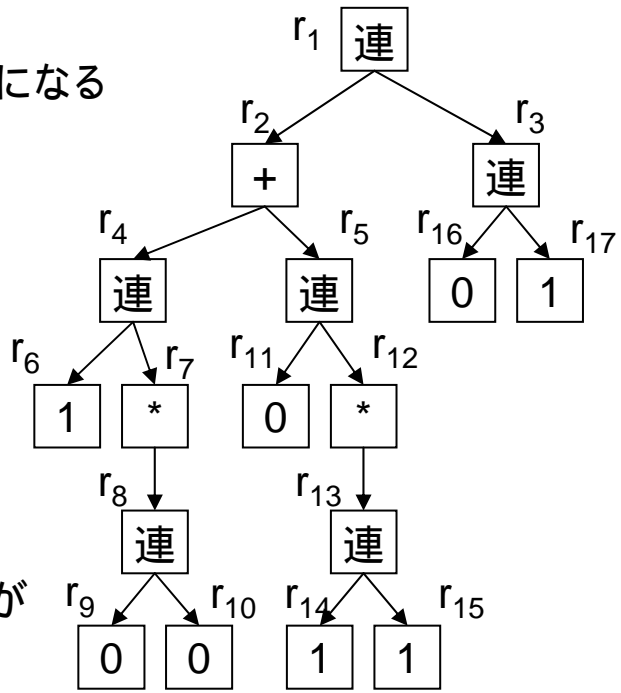 r1 連
になる
r2 r3
+ 連
r4 r5 r16 r17
連 連 0 1
r6 r7 r11 r12
1 * 0 *
r8 r13
連 連
が r9 r10 r14 r15
0 0 1 1